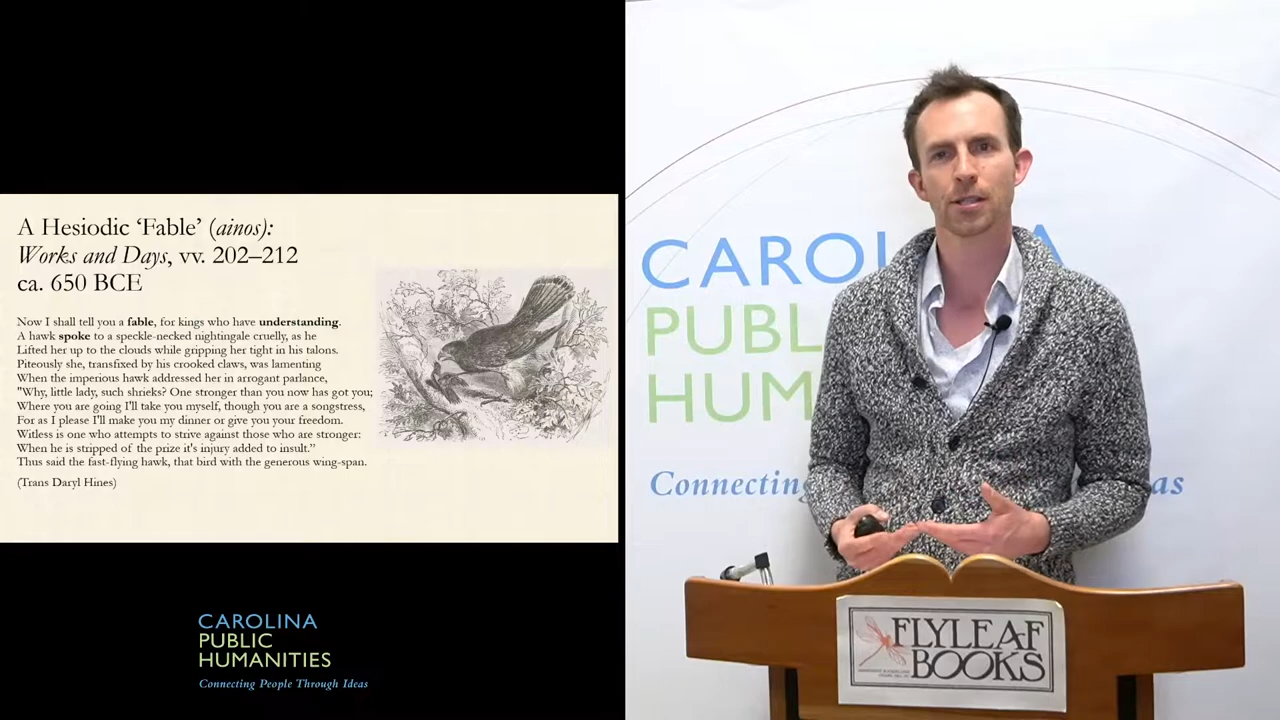 A Hesiodic ‘Fable’ (ainos):
Works and Days, vv. 202–212
ca. 650 BCE
Now I shall tell you a fable, for kings who have understanding.
A hawk spoke to a speckle-necked nightingale cruelly, as he
Lifted her up to the clouds while gripping her tight in his talons.
Piteously she, transfixed by his crooked claws, was lamenting
When the imperious hawk addressed her in arrogant parlance,
"Why, little lady, such shrieks? One stronger than you now has got you;
Where you are going I'll take you myself, though you are a songstress,
For as I please I'll make you my dinner or give you your freedom.
Witless is one who attempts to strive against those who are stronger:
When he is stripped of the prize it's injury added to insult.”
Thus said the fast-flying hawk, that bird with the generous wing-span.
(Trans Daryl Hines)
CAROLINA
PUBLIC
HUMANITIES
Connecting People Through Ideas
CAROL A
PUBL
HUM
Connecting as
FLYLEAF
BOOKS